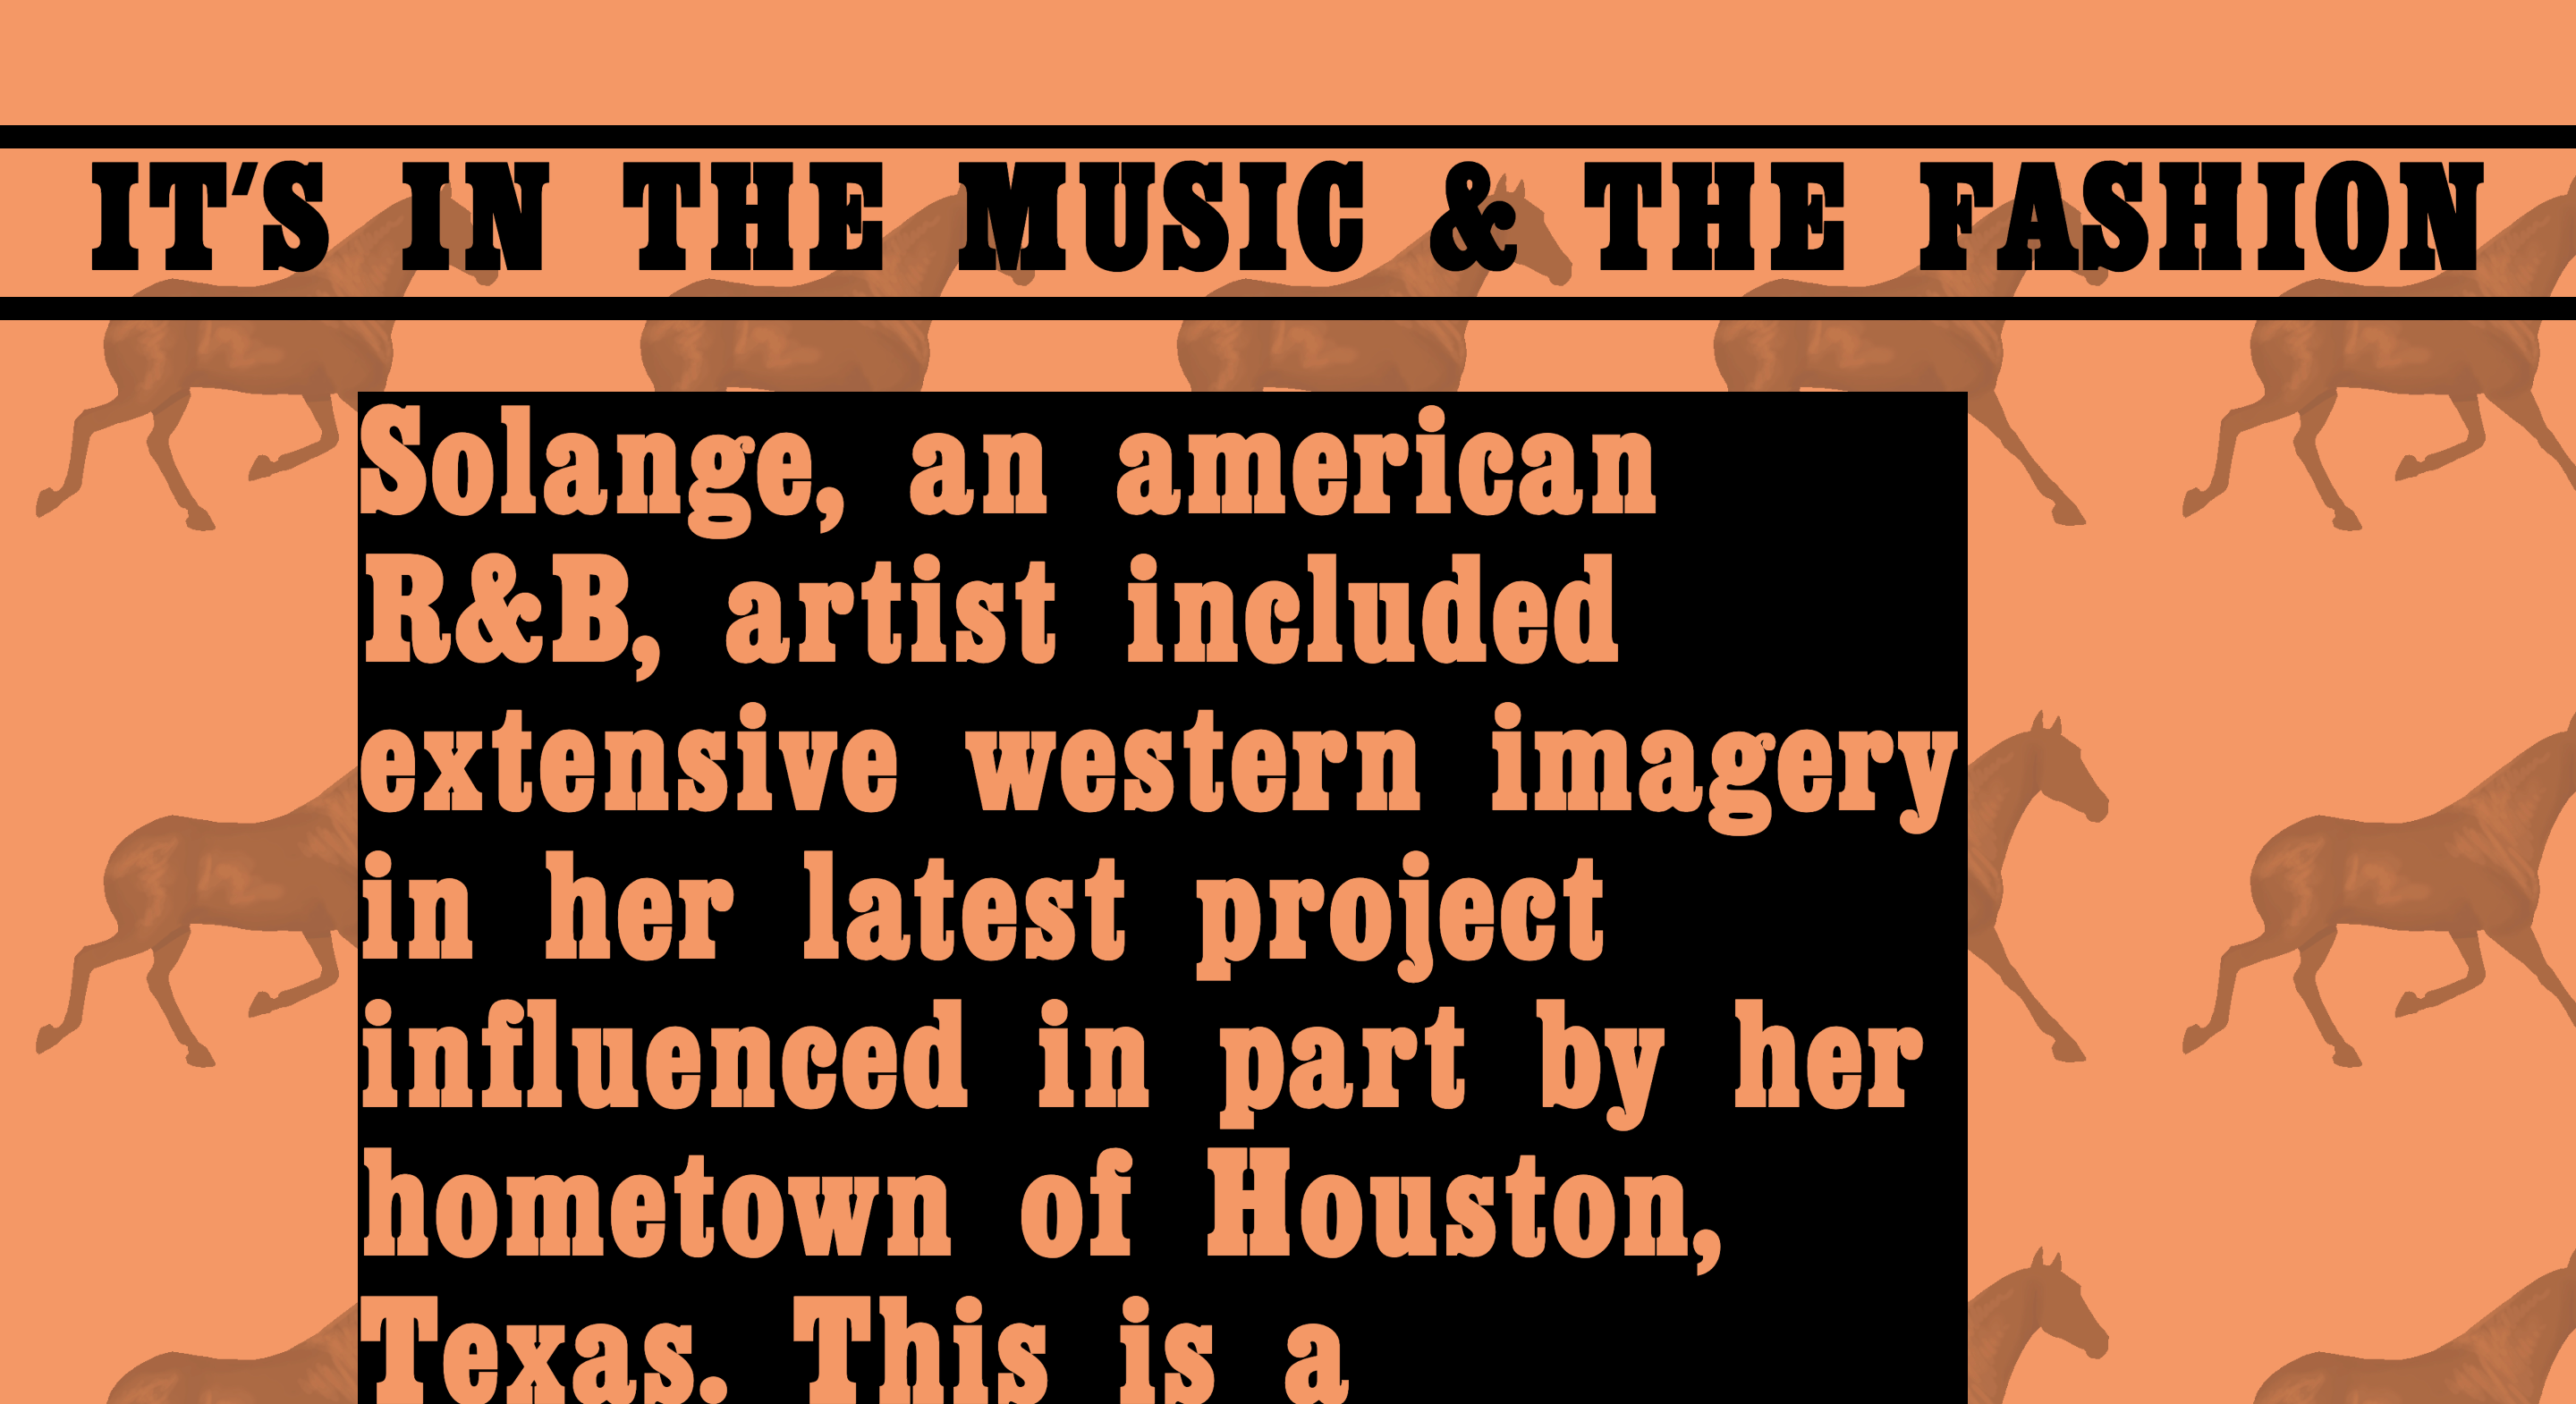 IT'S IN THE MUSIC & THE FASHION
Solange, an american
R&B, artist included
extensive western imagery
in her latest project
influenced in part by her
hometown of Houston,
Texas. This is a